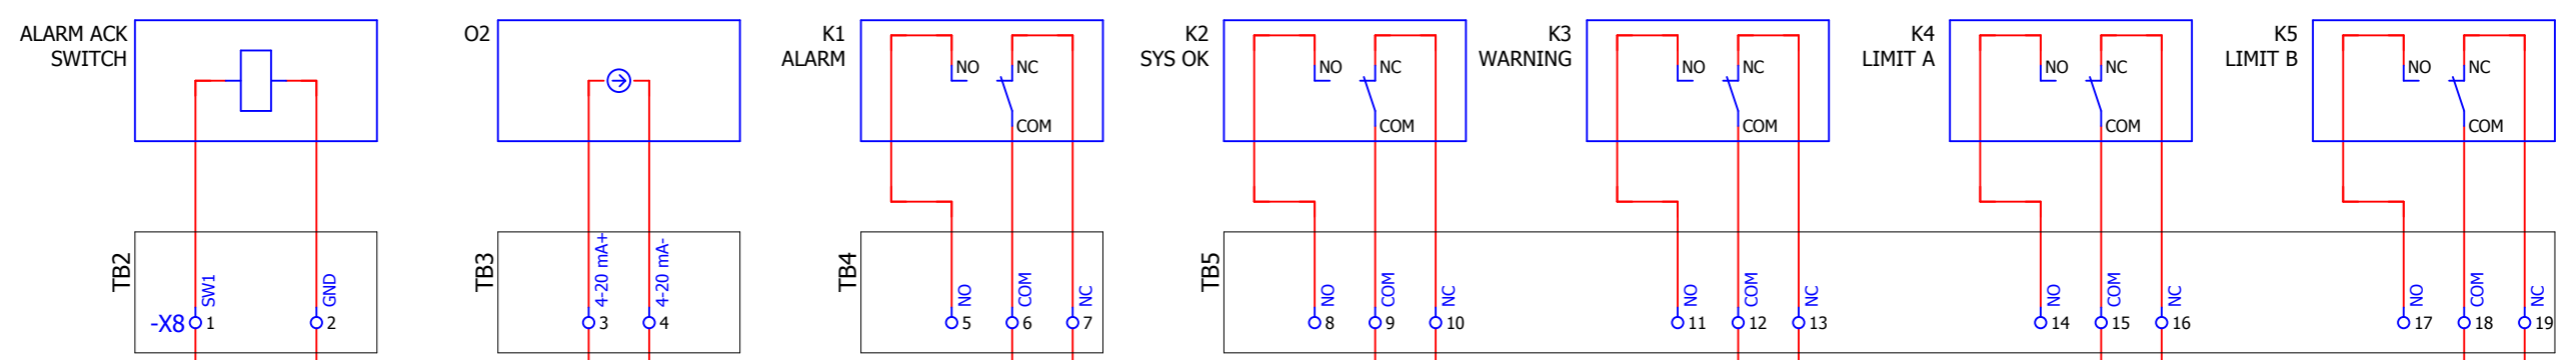 ALARM ACK
SWITCH
O2
K1
ALARM
NO
NC
COM
K2
SYS OK
NO
NC
COM
K3
WARNING
NO
NC
COM
K4
LIMIT A
NO
NC
COM
K5
LIMIT B
NO
NC
COM
TB2
SW1
GND
-X8
1
2
TB3
4-20 mA+
4-20 mA-
3
4
TB4
NO
COM
NC
5
6
7
TB5
NO
COM
NC
8
9
10
NO
COM
NC
11
12
13
NO
COM
NC
14
15
16
NO
COM
NC
17
18
19